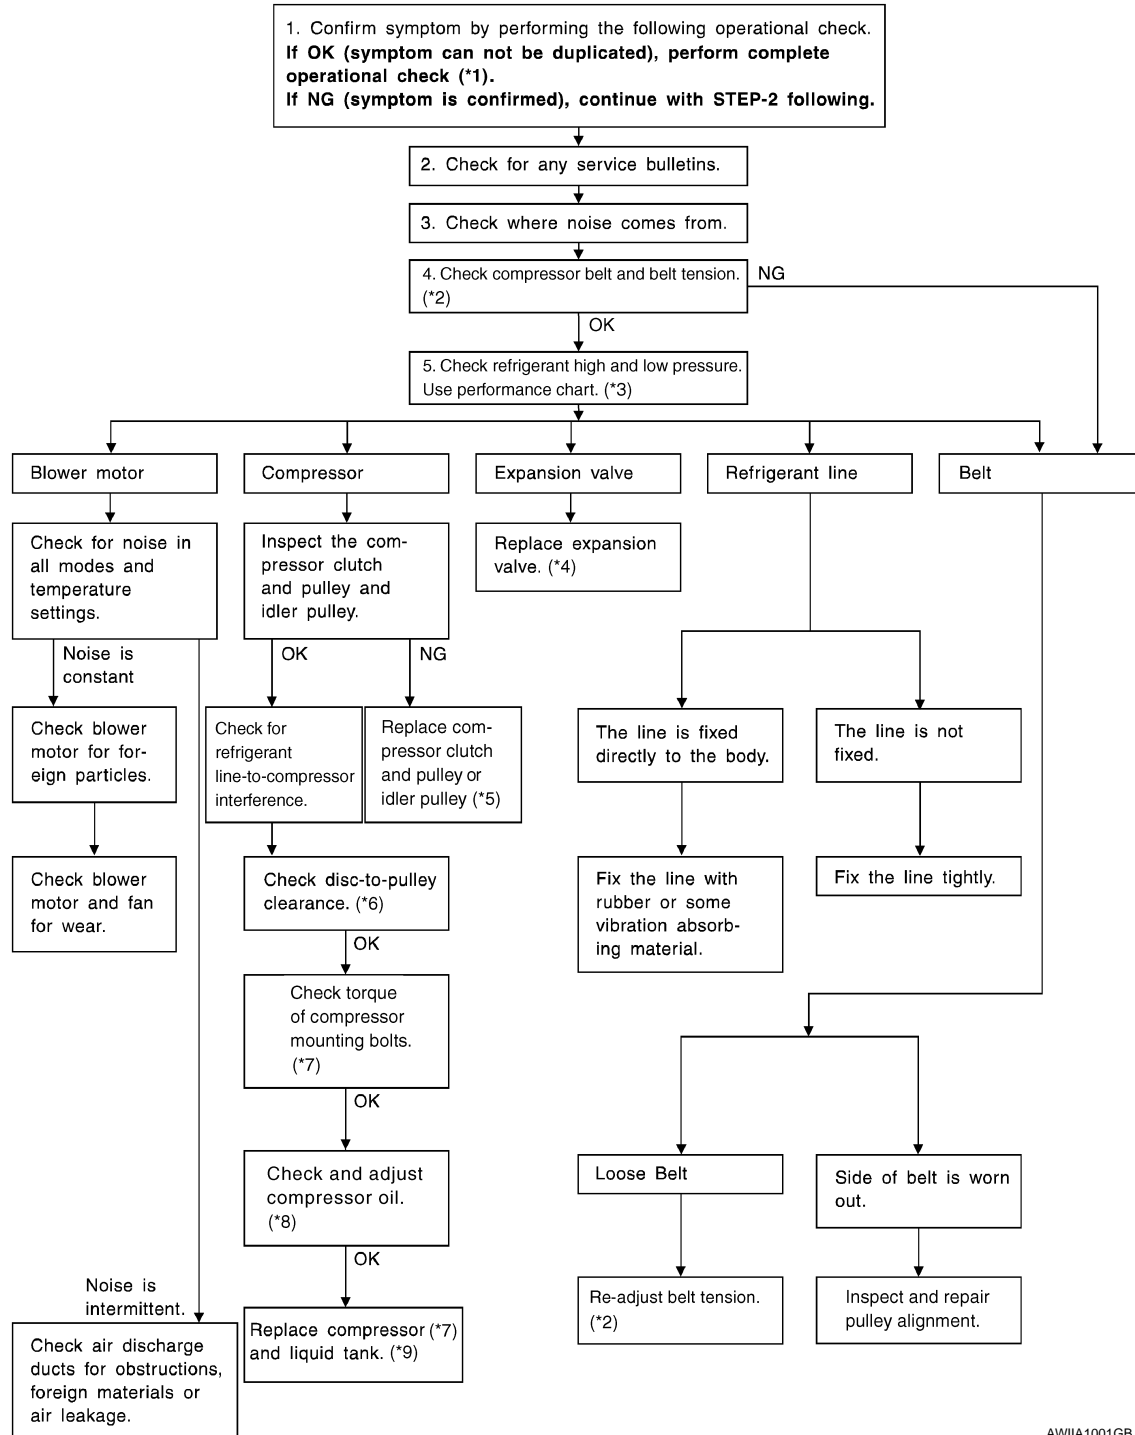 1. Confirm symptom by performing the following operational check.
If OK (symptom can not be duplicated), perform complete
operational check (*1).
If NG (symptom is confirmed), continue with STEP-2 following.
2. Check for any service bulletins.
3. Check where noise comes from.
4. Check compressor belt and belt tension.
(*2)
NG
OK
5. Check refrigerant high and low pressure.
Use performance chart. (*3)
Blower motor
Compressor
Expansion valve
Refrigerant line
Belt
Check for noise in
all modes and
temperature
settings.
Inspect the com-
pressor clutch
and pulley and
idler pulley.
Replace expansion
valve. (*4)
Noise is
constant
OK
NG
Check blower
motor for for-
eign particles.
Check for
refrigerant
line-to-compressor
interference.
Replace com-
pressor clutch
and pulley or
idler pulley (*5)
The line is fixed
directly to the body.
The line is not
fixed.
Check blower
motor and fan
for wear.
Check disc-to-pulley
clearance. (*6)
Fix the line with
rubber or some
vibration absorb-
ing material.
Fix the line tightly.
OK
Check torque
of compressor
mounting bolts.
(*7)
OK
Check and adjust
compressor oil.
(*8)
Loose Belt
Side of belt is worn
out.
OK
Noise is
intermittent.
Re-adjust belt tension.
(*2)
Inspect and repair
pulley alignment.
Replace compressor (*7)
and liquid tank. (*9)
Check air discharge
ducts for obstructions,
foreign materials or
air leakage.
AWIIA1001GB